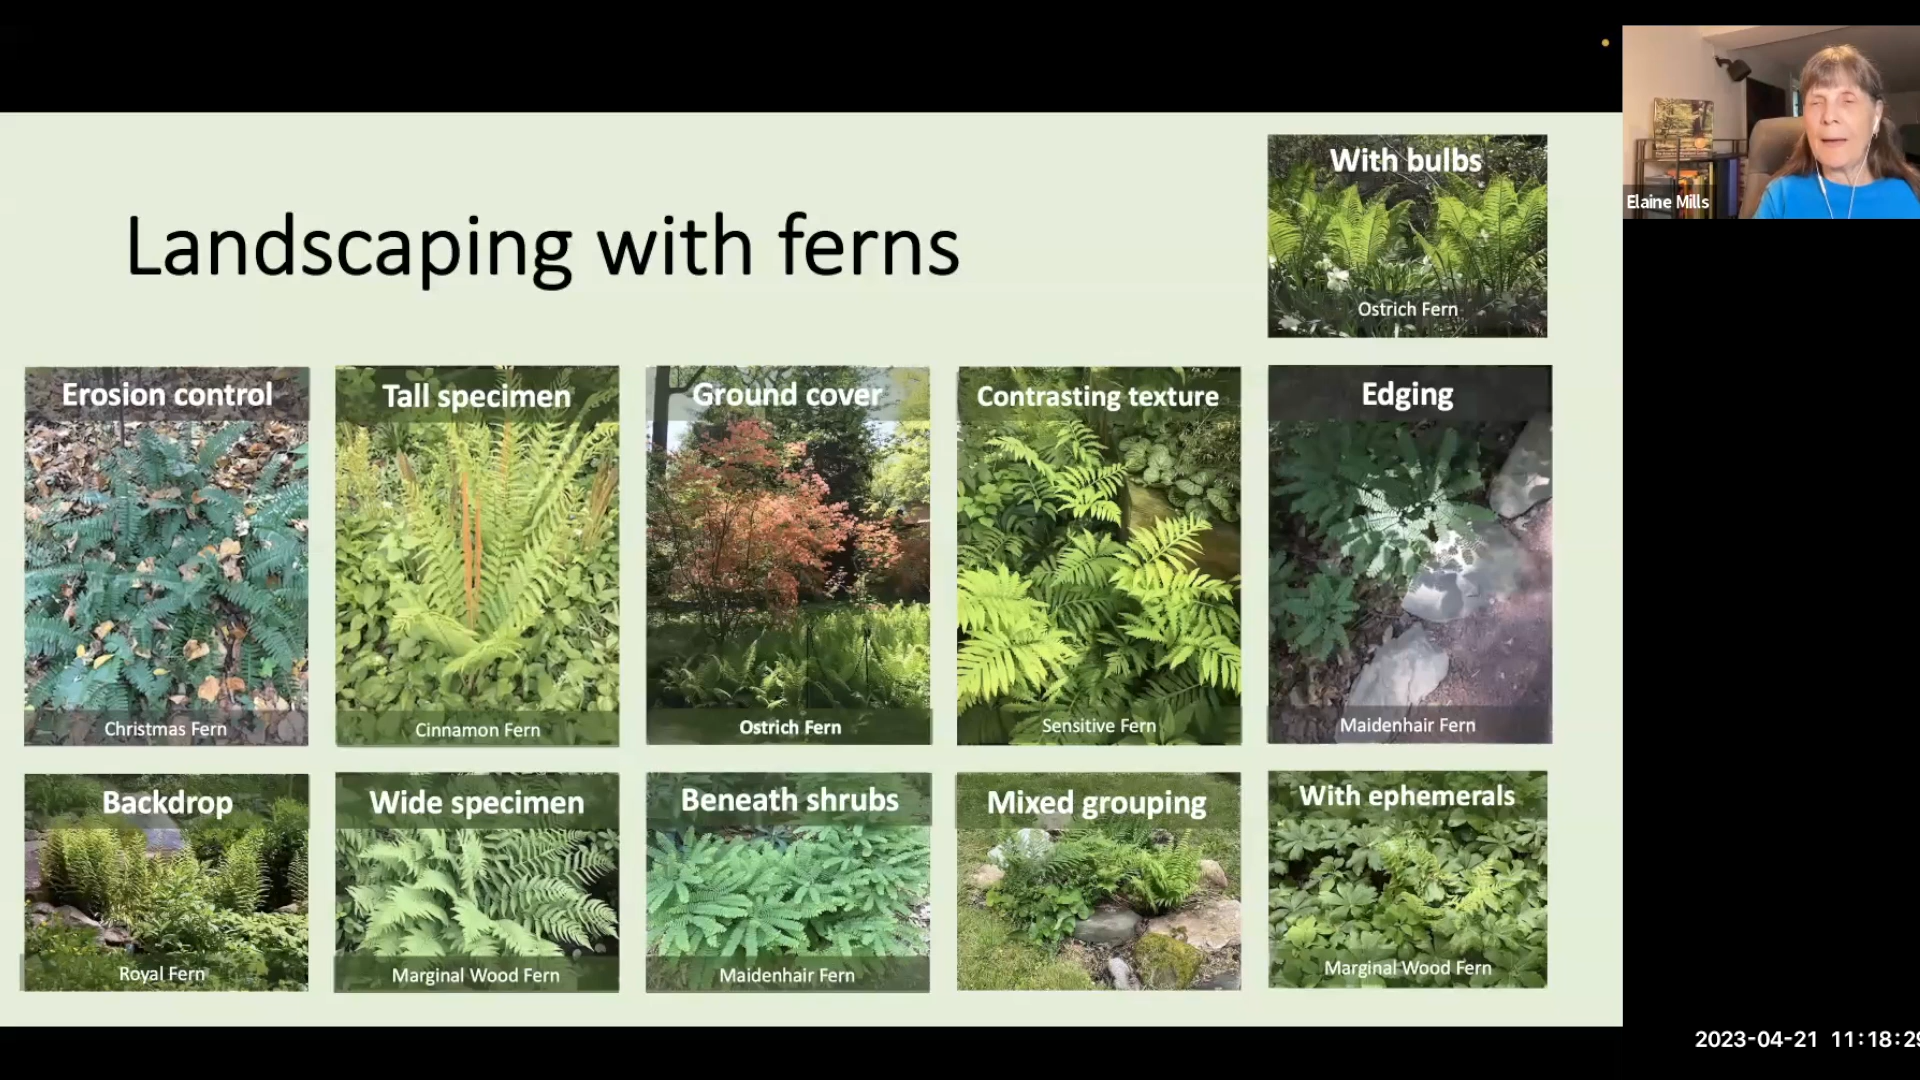 With bulbs
Elaine Mills
Landscaping with ferns
Ostrich Fern
Erosion control
Tall specimen
Ground cover
Contrasting texture
Edging
Christmas Fern
Cinnamon Fern
Ostrich Fern
Sensitive Fern
Maidenhair Fern
Backdrop
Wide specimen
Beneath shrubs
Mixed grouping
With ephemerals
Royal Fern
Marginal Wood Fern
Maidenhair Fern
Marginal Wood Fern
2023-04-21 11:18:29